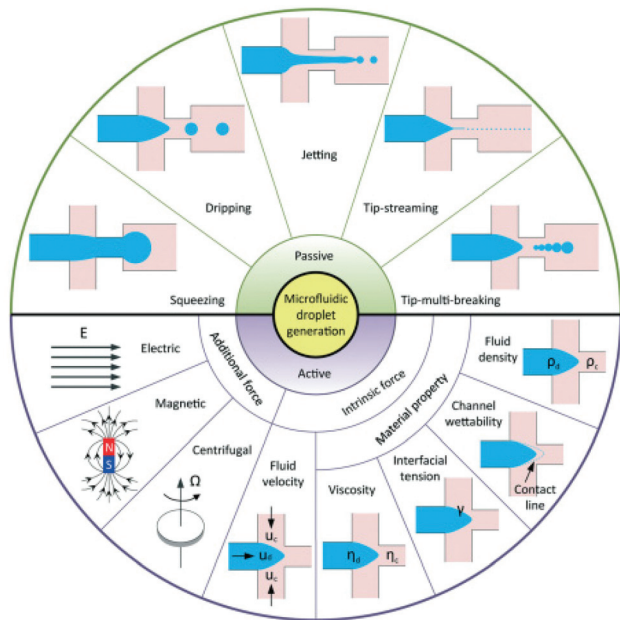 Jetting
Dripping
Tip-streaming
Squeezing
Passive
Tip-multi-breaking
Microfluidic
droplet
generation
Active
E
Electric
Additional force
Intrinsic force
Material property
Fluid
density
ρd
ρc
Magnetic
N
S
Channel
wettability
Contact
line
Centrifugal
Ω
Fluid
velocity
uc
ud
uc
Viscosity
ηd
ηc
Interfacial
tension
γ